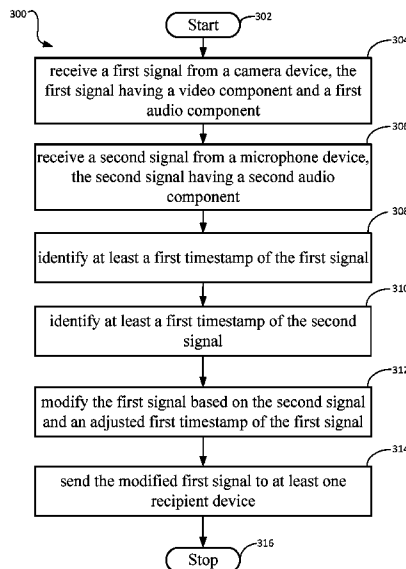 300
Start
302
304
receive a first signal from a camera device, the
first signal having a video component and a first
audio component
306
receive a second signal from a microphone device,
the second signal having a second audio
component
308
identify at least a first timestamp of the first signal
310
identify at least a first timestamp of the second
signal
312
modify the first signal based on the second signal
and an adjusted first timestamp of the first signal
314
send the modified first signal to at least one
recipient device
Stop
316